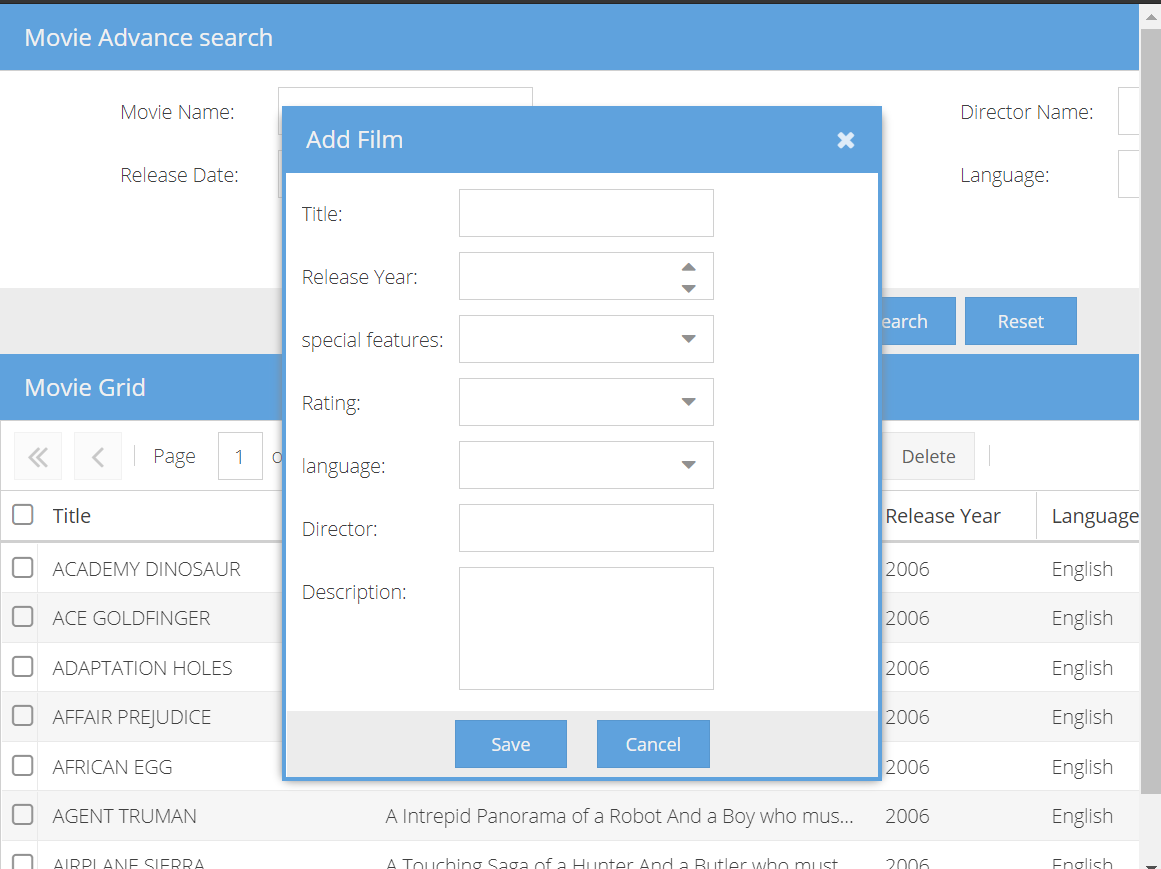 Movie Advance search
Movie Name:
Director Name:
Release Date:
Language:
Add Film
Title:
Release Year:
special features:
Rating:
language:
Director:
Description:
Save
Cancel
earch
Reset
Movie Grid
Page
1
Delete
Title
Release Year
Language
ACADEMY DINOSAUR
2006
English
ACE GOLDFINGER
2006
English
ADAPTATION HOLES
2006
English
AFFAIR PREJUDICE
2006
English
AFRICAN EGG
2006
English
AGENT TRUMAN
A Intrepid Panorama of a Robot And a Boy who mus...
2006
English
AIRPLANE SIERRA
A Touching Saga of a Hunter And a Butler who must
2006
English